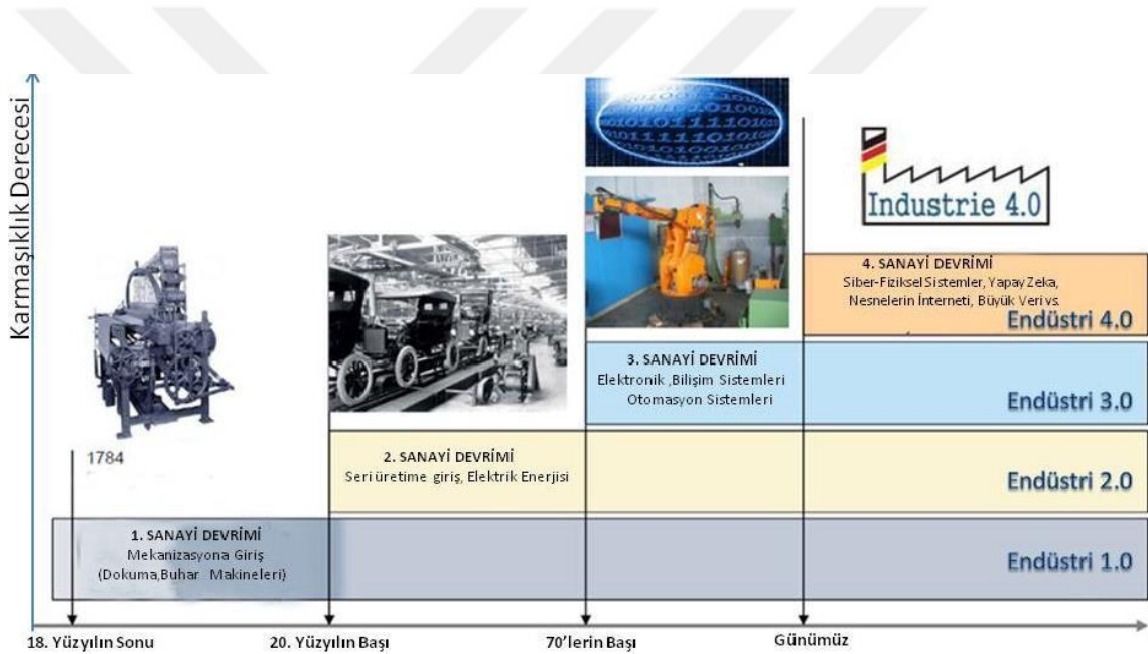 Karmaşıklık Derecesi
1784
1. SANAYİ DEVRİMİ
Mekanizasyona Giriş
(Dokuma,Buhar Makineleri)
Endüstri 1.0
2. SANAYİ DEVRİMİ
Seri üretime giriş, Elektrik Enerjisi
Endüstri 2.0
3. SANAYİ DEVRİMİ
Elektronik ,Bilişim Sistemleri
Otomasyon Sistemleri
Endüstri 3.0
Industrie 4.0
4. SANAYİ DEVRİMİ
Siber-Fiziksel Sistemler, Yapay Zeka,
Nesnelerin İnterneti, Büyük Veri vs.
Endüstri 4.0
18. Yüzyılın Sonu
20. Yüzyılın Başı
70'lerin Başı
Günümüz